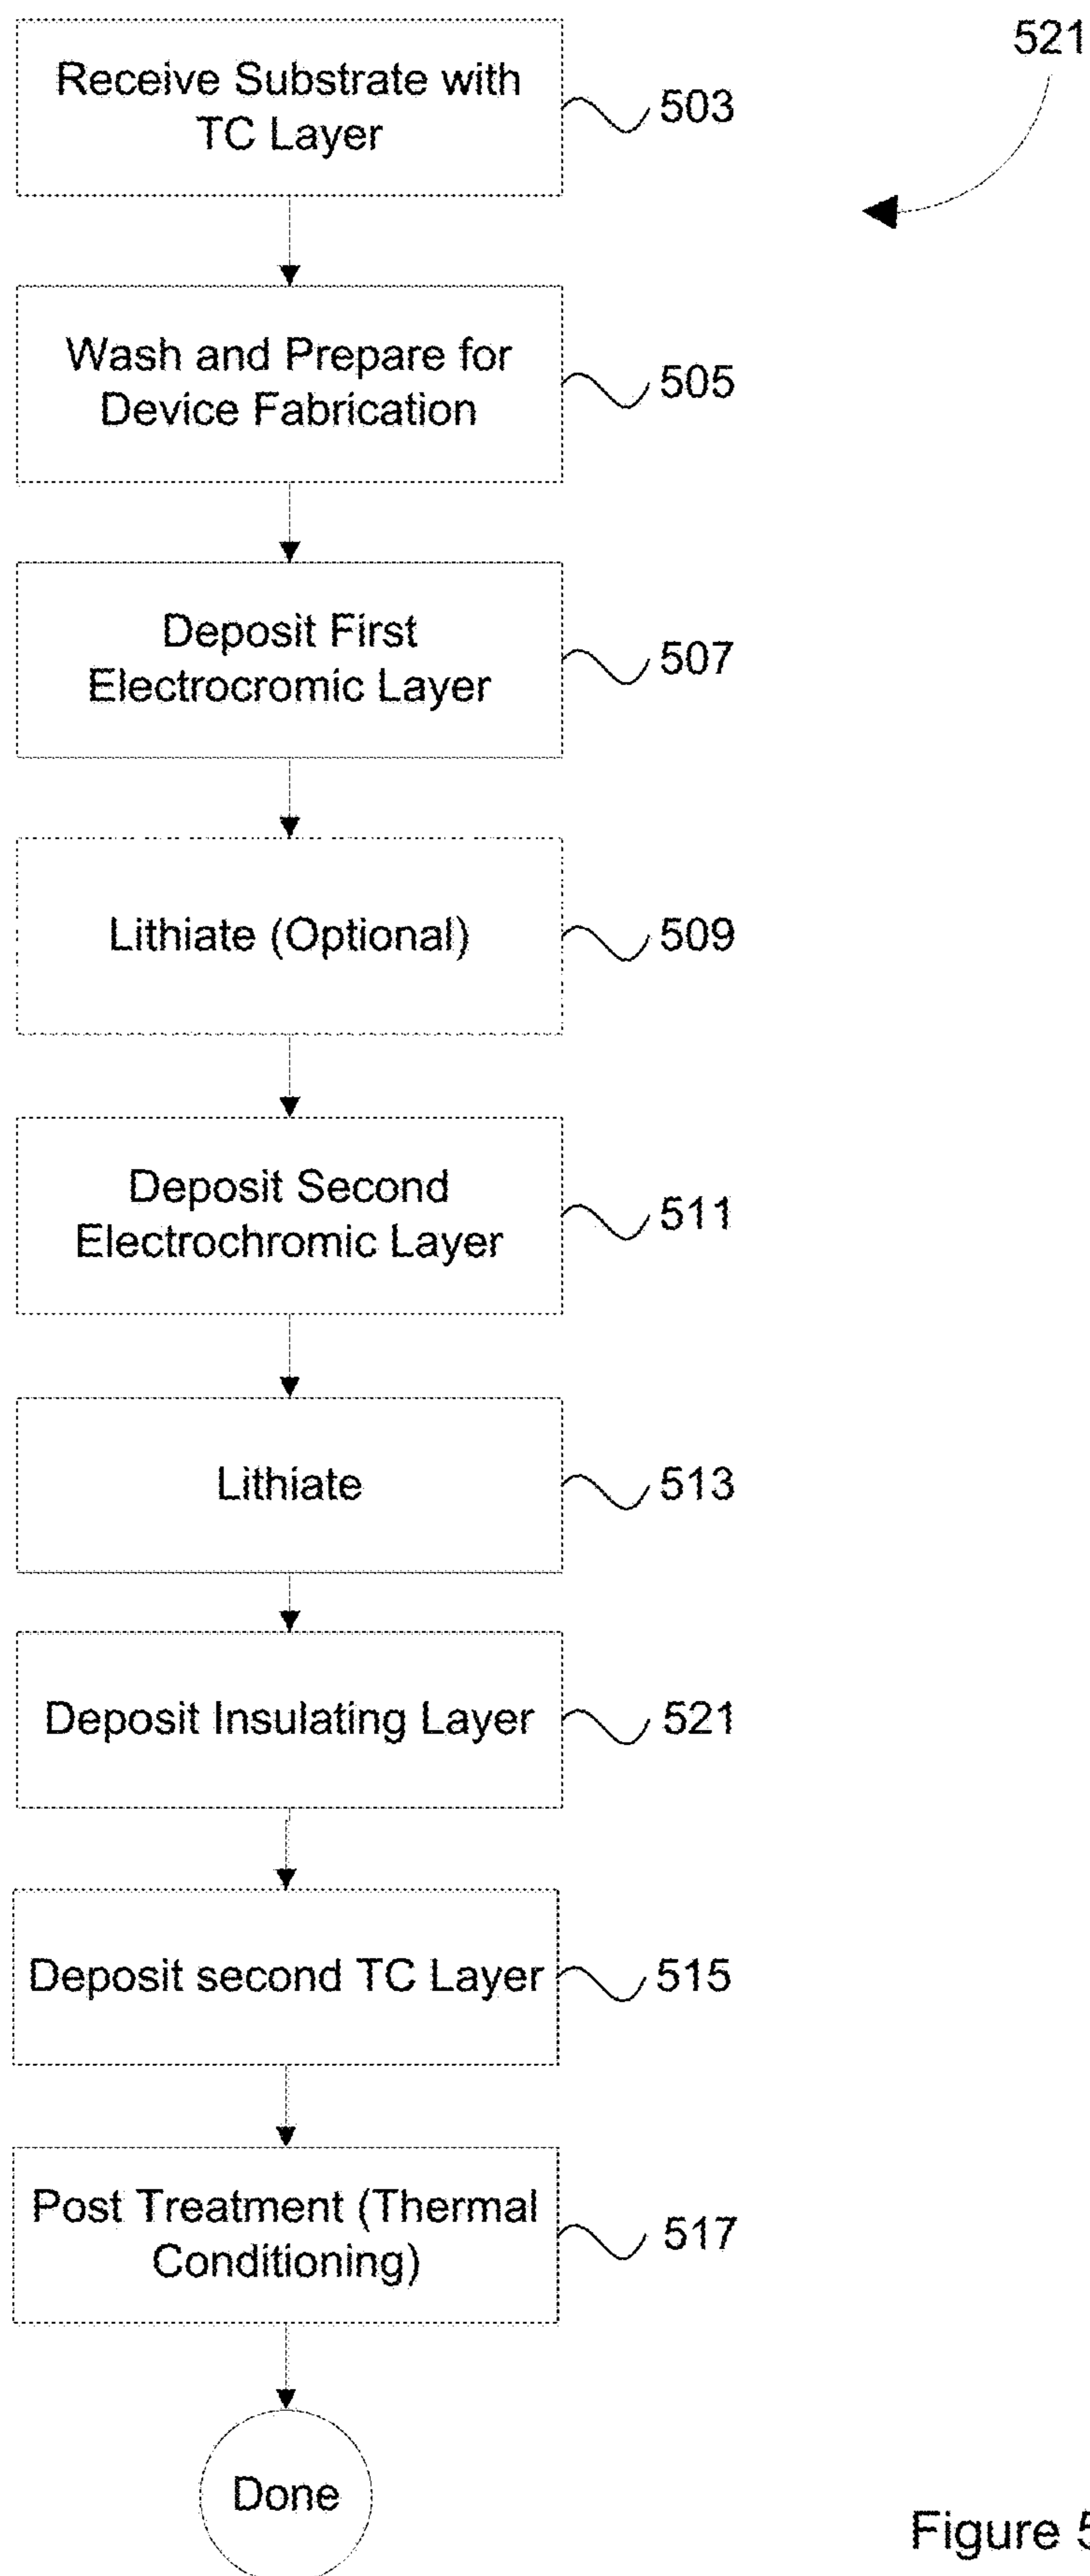 521
Receive Substrate with
TC Layer
503
Wash and Prepare for
Device Fabrication
505
Deposit First
Electrocromic Layer
507
Lithiate (Optional)
509
Deposit Second
Electrochromic Layer
511
Lithiate
513
Deposit Insulating Layer
521
Deposit second TC Layer
515
Post Treatment (Thermal
Conditioning)
517
Done
Figure 5